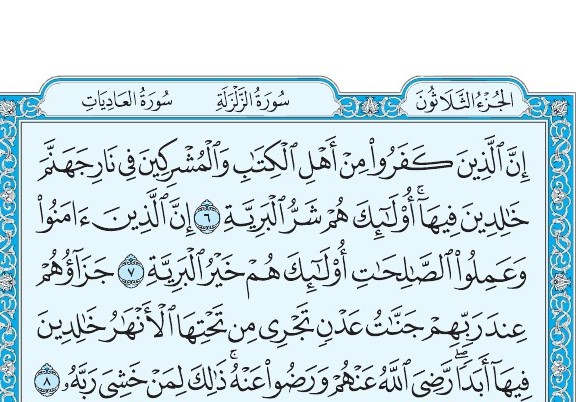 الجُزْءُ الثَّلَاثُونَ سُورَةُ الزَّلْزَلَةِ سُورَةُ العَادِيَاتِ
إِنَّ ٱلَّذِينَ كَفَرُوا۟ مِنْ أَهْلِ ٱلْكِتَٰبِ وَٱلْمُشْرِكِينَ فِى نَارِ جَهَنَّمَ
خَٰلِدِينَ فِيهَآ ۚ أُو۟لَٰٓئِكَ هُمْ شَرُّ ٱلْبَرِيَّةِ ٦ إِنَّ ٱلَّذِينَ ءَامَنُوا۟
وَعَمِلُوا۟ ٱلصَّٰلِحَٰتِ أُو۟لَٰٓئِكَ هُمْ خَيْرُ ٱلْبَرِيَّةِ ٧ جَزَآؤُهُمْ
عِندَ رَبِّهِمْ جَنَّٰتُ عَدْنٍ تَجْرِى مِن تَحْتِهَا ٱلْأَنْهَٰرُ خَٰلِدِينَ
فِيهَآ أَبَدًا ۖ رَّضِىَ ٱللَّهُ عَنْهُمْ وَرَضُوا۟ عَنْهُ ۚ ذَٰلِكَ لِمَنْ خَشِىَ رَبَّهُۥ ٨